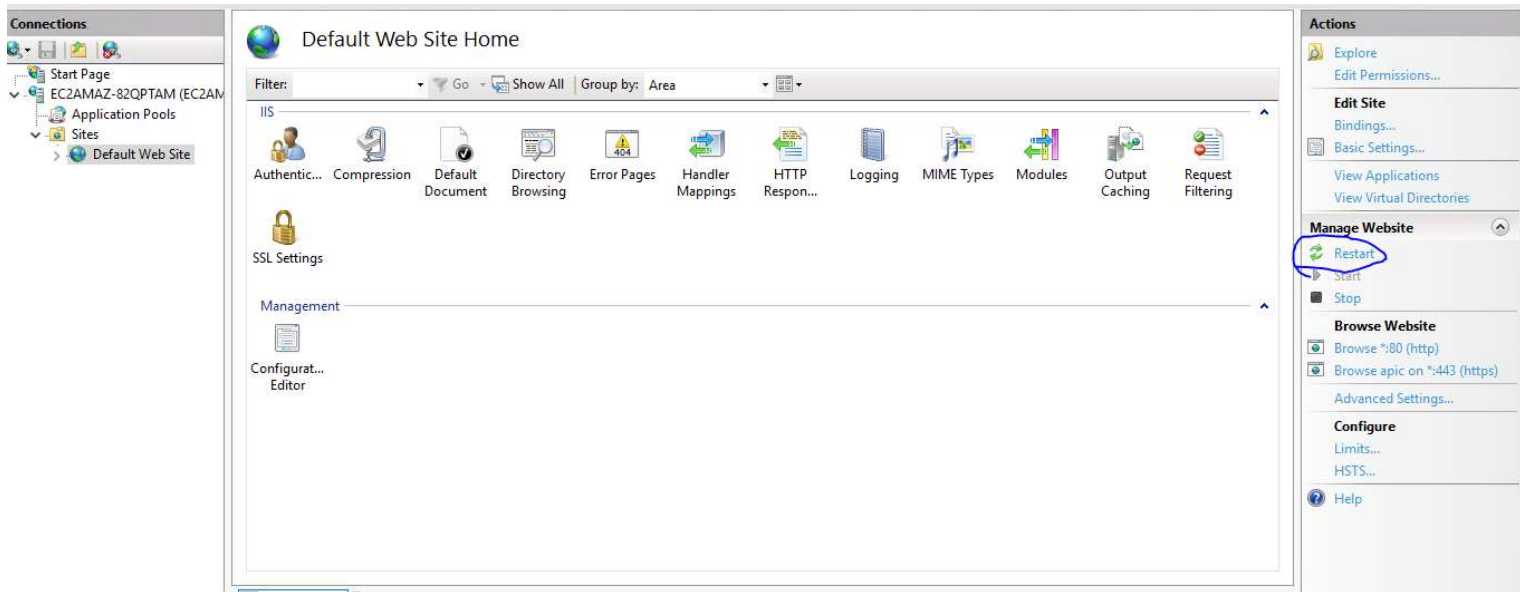 Connections
Start Page
EC2AMAZ-82QPTAM (EC2AM
Application Pools
Sites
Default Web Site
Default Web Site Home
Filter:
Go
Show All
Group by: Area
IIS
Authentic...
Compression
Default
Document
Directory
Browsing
404
Error Pages
Handler
Mappings
HTTP
Respon...
Logging
MIME Types
Modules
Output
Caching
Request
Filtering
SSL Settings
Management
Configurat...
Editor
Actions
Explore
Edit Permissions...
Edit Site
Bindings...
Basic Settings...
View Applications
View Virtual Directories
Manage Website
Restart
Start
Stop
Browse Website
Browse *:80 (http)
Browse apic on *:443 (https)
Advanced Settings...
Configure
Limits...
HSTS...
Help